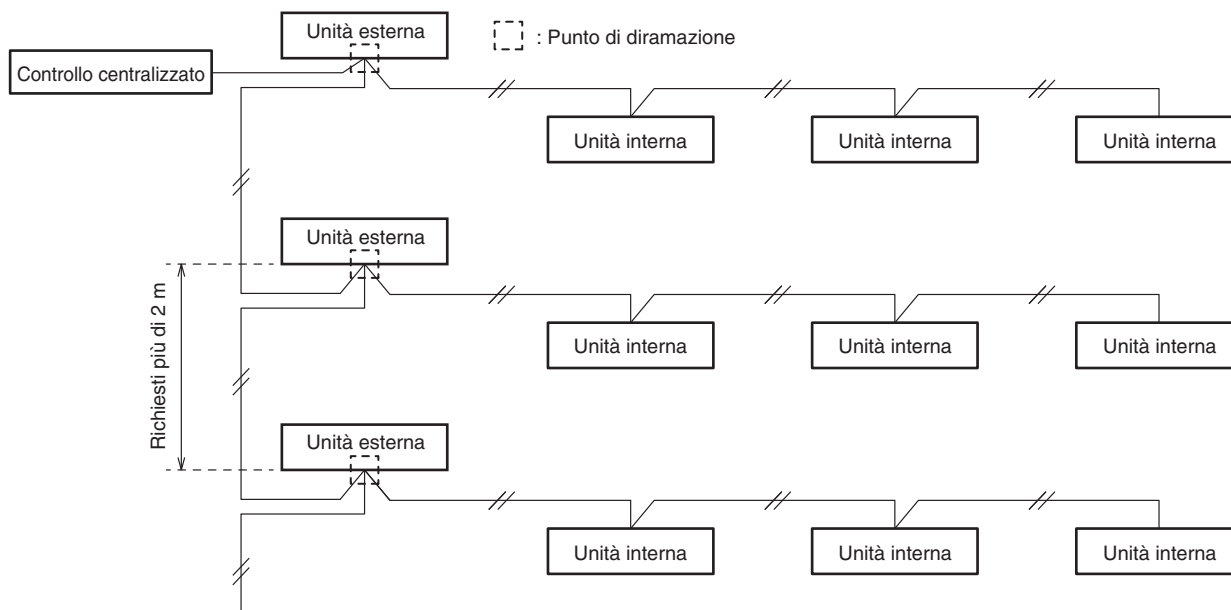 Unità esterna
: Punto di diramazione
Controllo centralizzato
Unità interna
Unità interna
Unità interna
Unità esterna
Richiesti più di 2 m
Unità interna
Unità interna
Unità interna
Unità esterna
Unità interna
Unità interna
Unità interna